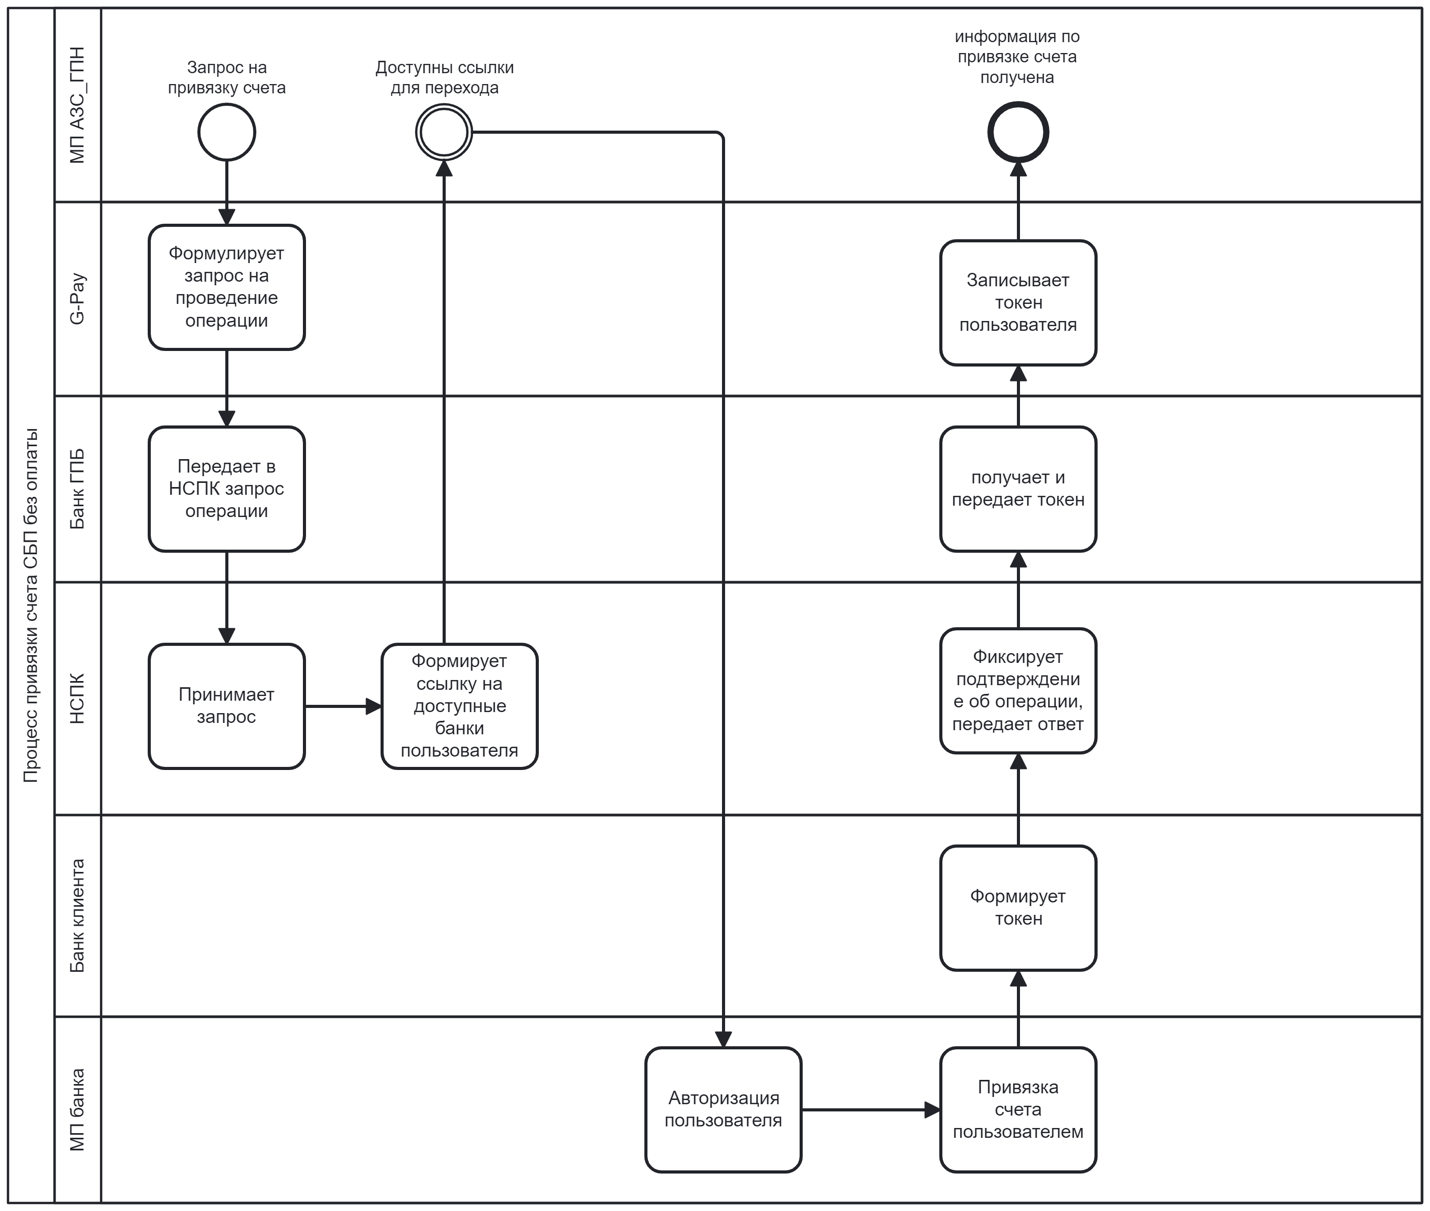 Процесс привязки счета СБП без оплаты
МП АЗС_ГПН
Запрос на
привязку счета
Доступны ссылки
для перехода
информация по
привязке счета
получена
G-Pay
Формулирует
запрос на
проведение
операции
Записывает
токен
пользователя
Банк ГПБ
Передает в
НСПК запрос
операции
получает и
передает токен
НСПК
Принимает
запрос
Формирует
ссылку на
доступные
банки
пользователя
Фиксирует
подтверждени
е об операции,
передает ответ
Банк клиента
Формирует
токен
МП банка
Авторизация
пользователя
Привязка
счета
пользователем